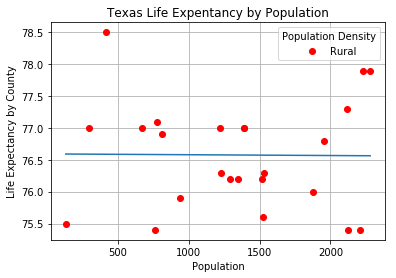 Texas Life Expentancy by Population
Population Density
Rural
Life Expectancy by County
78.5
78.0
77.5
77.0
76.5
76.0
75.5
500
1000
1500
2000
Population